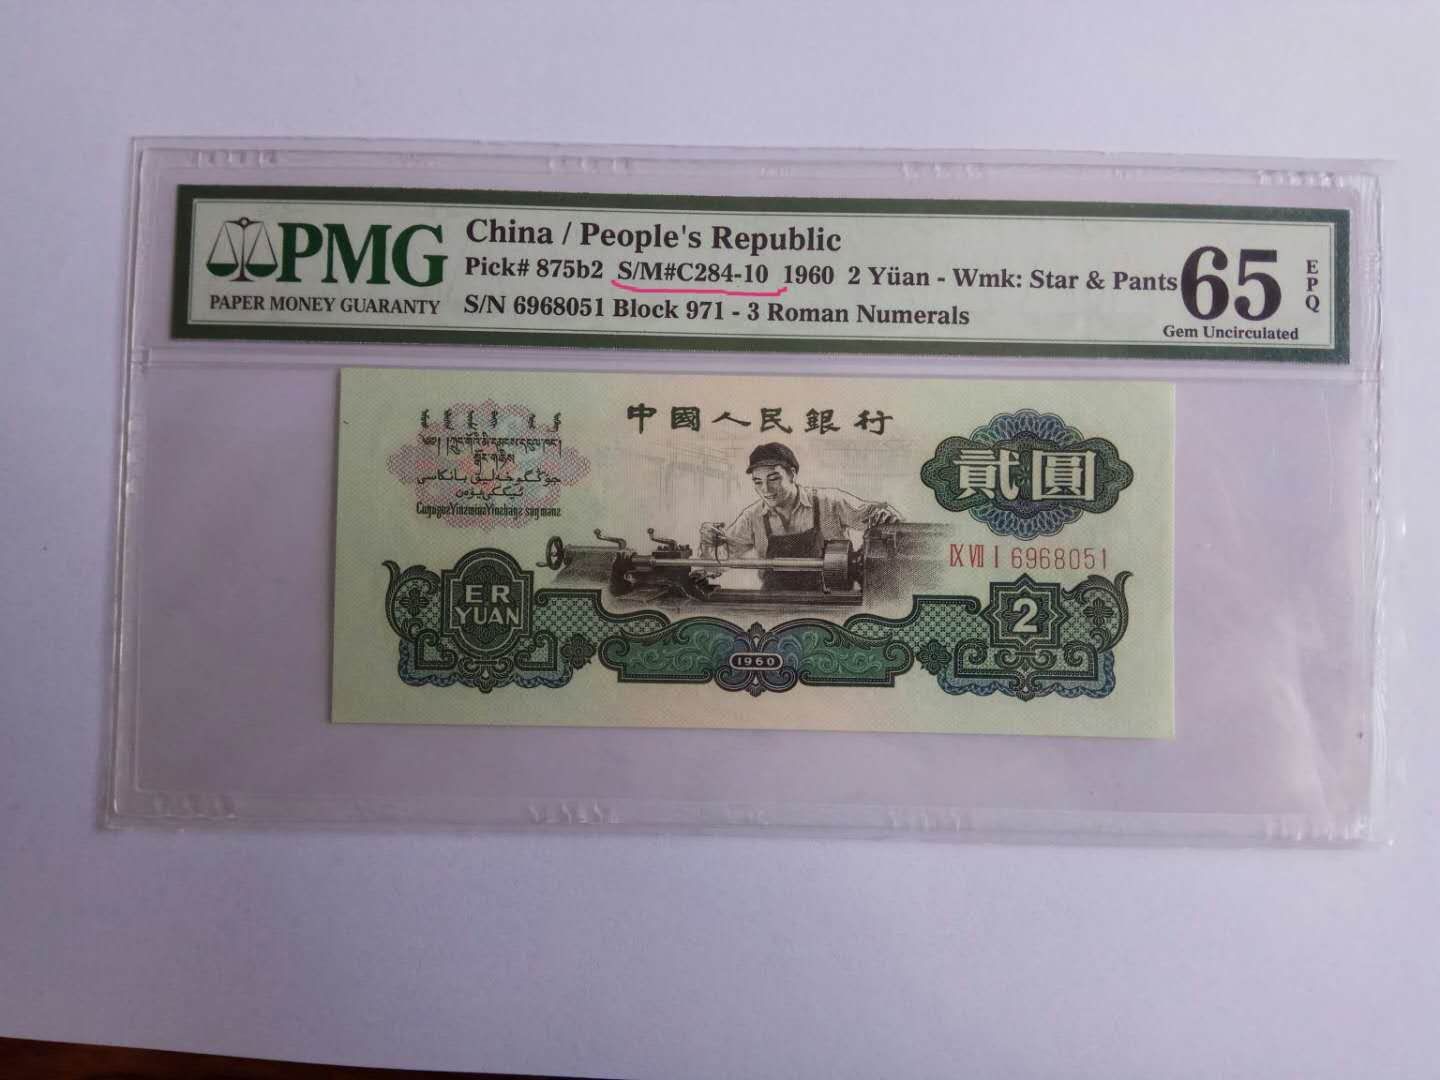 PMG
PAPER MONEY GUARANTY
China / People's Republic
Pick# 875b2 S/M#C284-10 1960 2 Yüan - Wmk: Star & Pants
S/N 6968051 Block 971 - 3 Roman Numerals
65
EPQ
Gem Uncirculated
中國人民銀行
貳圓
ⅨⅦⅠ 6968051
ER
YUAN
1960
2